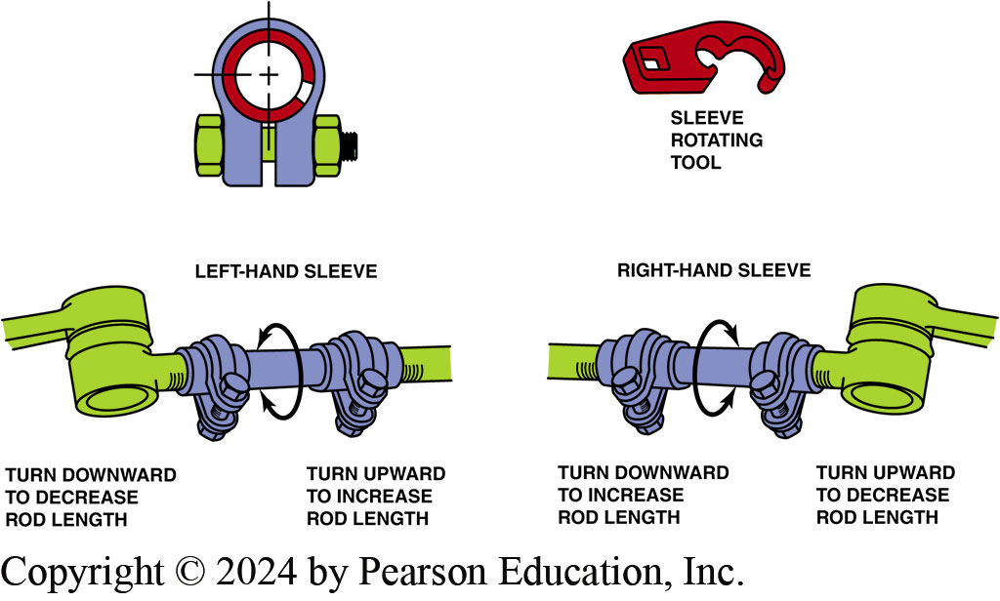 SLEEVE
ROTATING
TOOL
LEFT-HAND SLEEVE
RIGHT-HAND SLEEVE
TURN DOWNWARD
TO DECREASE
ROD LENGTH
TURN UPWARD
TO INCREASE
ROD LENGTH
TURN DOWNWARD
TO INCREASE
ROD LENGTH
TURN UPWARD
TO DECREASE
ROD LENGTH
Copyright © 2024 by Pearson Education, Inc.